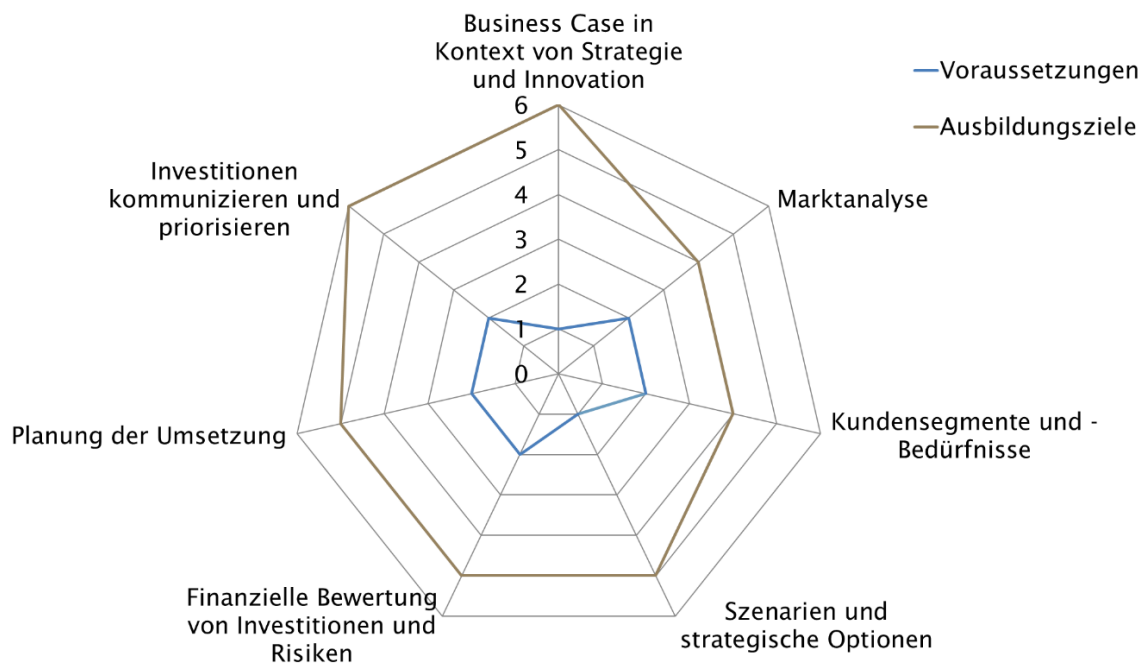 Business Case in
Kontext von Strategie
und Innovation
Voraussetzungen
Ausbildungsziele
6
5
4
3
2
1
0
Investitionen
kommunizieren und
priorisieren
Marktanalyse
Planung der Umsetzung
Kundensegmente und -
Bedürfnisse
Finanzielle Bewertung
von Investitionen und
Risiken
Szenarien und
strategische Optionen